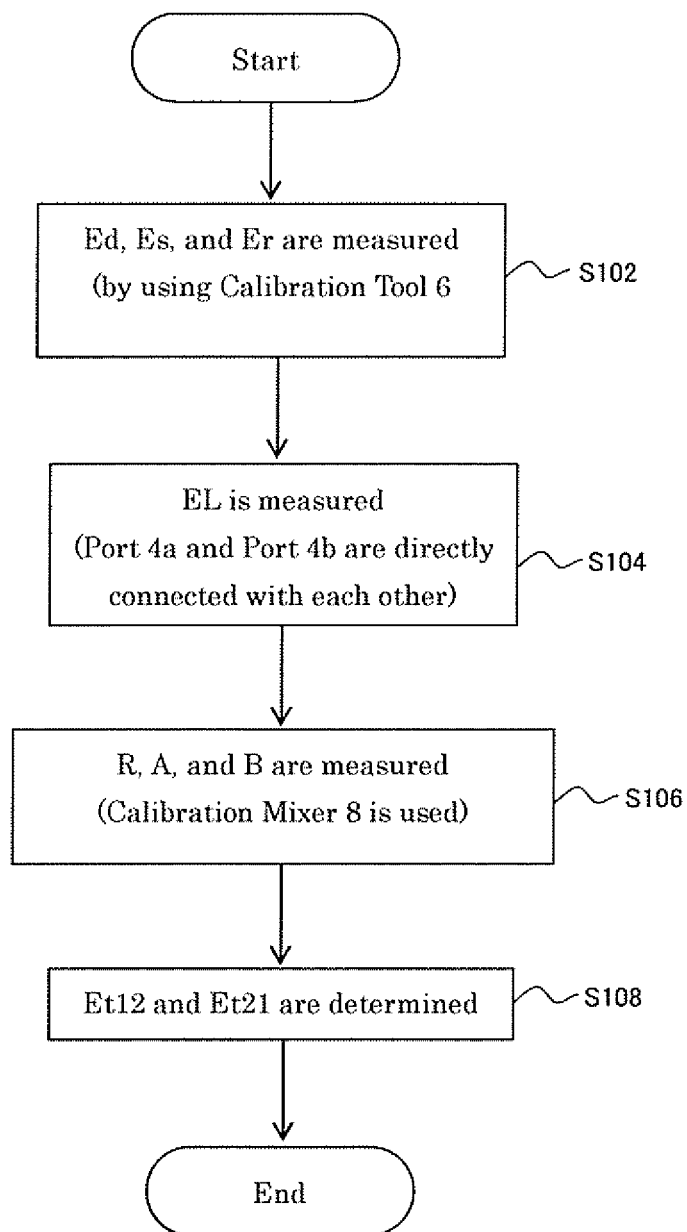 Start
Ed, Es, and Er are measured
(by using Calibration Tool 6
S102
EL is measured
(Port 4a and Port 4b are directly
connected with each other)
S104
R, A, and B are measured
(Calibration Mixer 8 is used)
S106
Et12 and Et21 are determined
S108
End